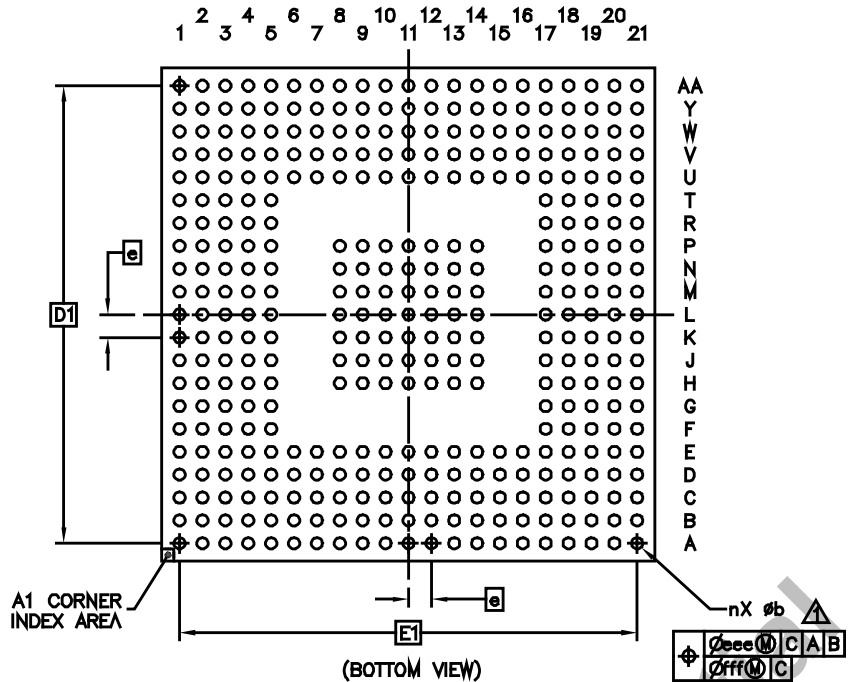 2 4 6 8 10 12 14 16 18 20
1 3 5 7 9 11 13 15 17 19 21
AA
Y
W
V
U
T
R
P
N
M
L
K
J
H
G
F
E
D
C
B
A
e
D1
A1 CORNER
INDEX AREA
e
E1
(BOTTOM VIEW)
nX øb 1
Øeee Ⓜ C A B
Øfff Ⓜ C